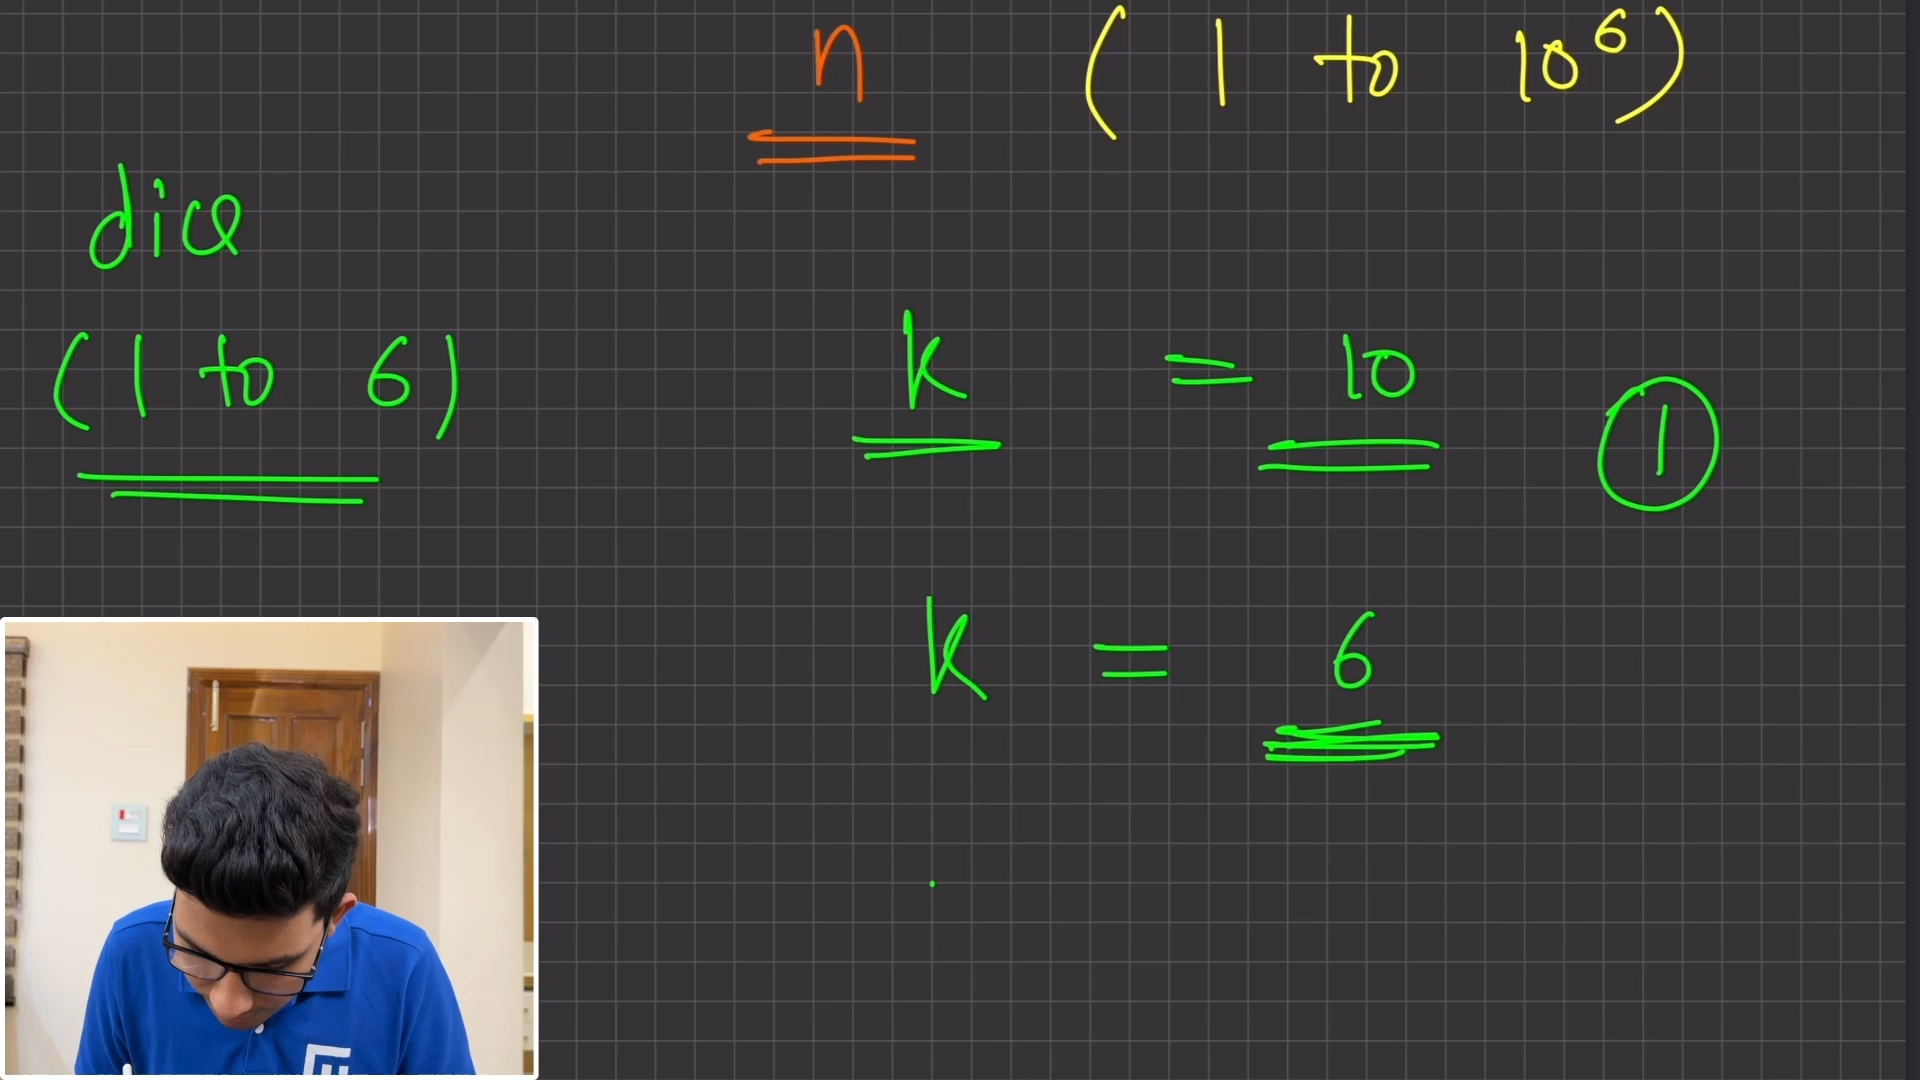 n ( 1 to 10⁶ )
dice
( 1 to 6 )
k = 10 1
k = 6